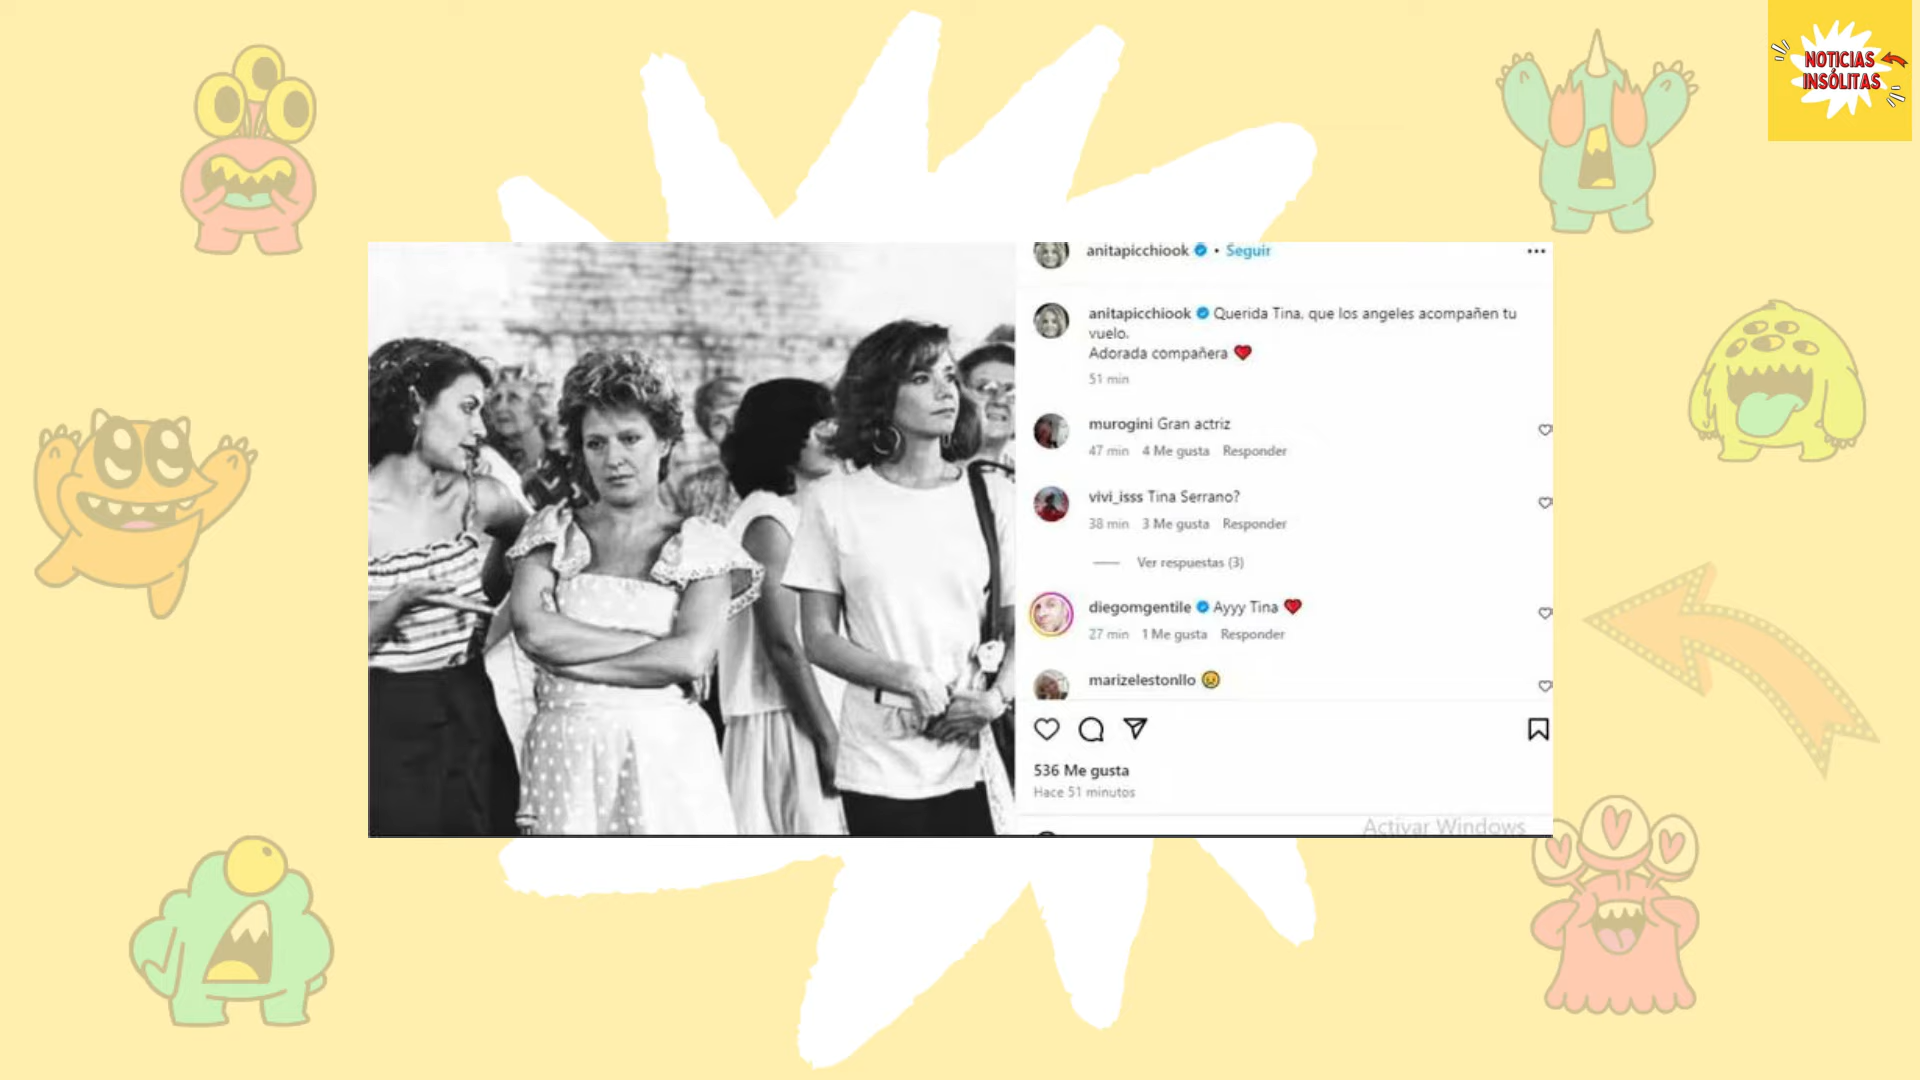 NOTICIAS
INSÓLITAS
anitapicchiook • Seguir
anitapicchiook Querida Tina, que los angeles acompañen tu
vuelo.
Adorada compañera ❤️
51 min
murogini Gran actriz
47 min 4 Me gusta Responder
vivi_isss Tina Serrano?
38 min 3 Me gusta Responder
Ver respuestas (3)
diegomgentile Ayyy Tina ❤️
27 min 1 Me gusta Responder
marizelestonllo 😢
536 Me gusta
Hace 51 minutos
Activar Windows